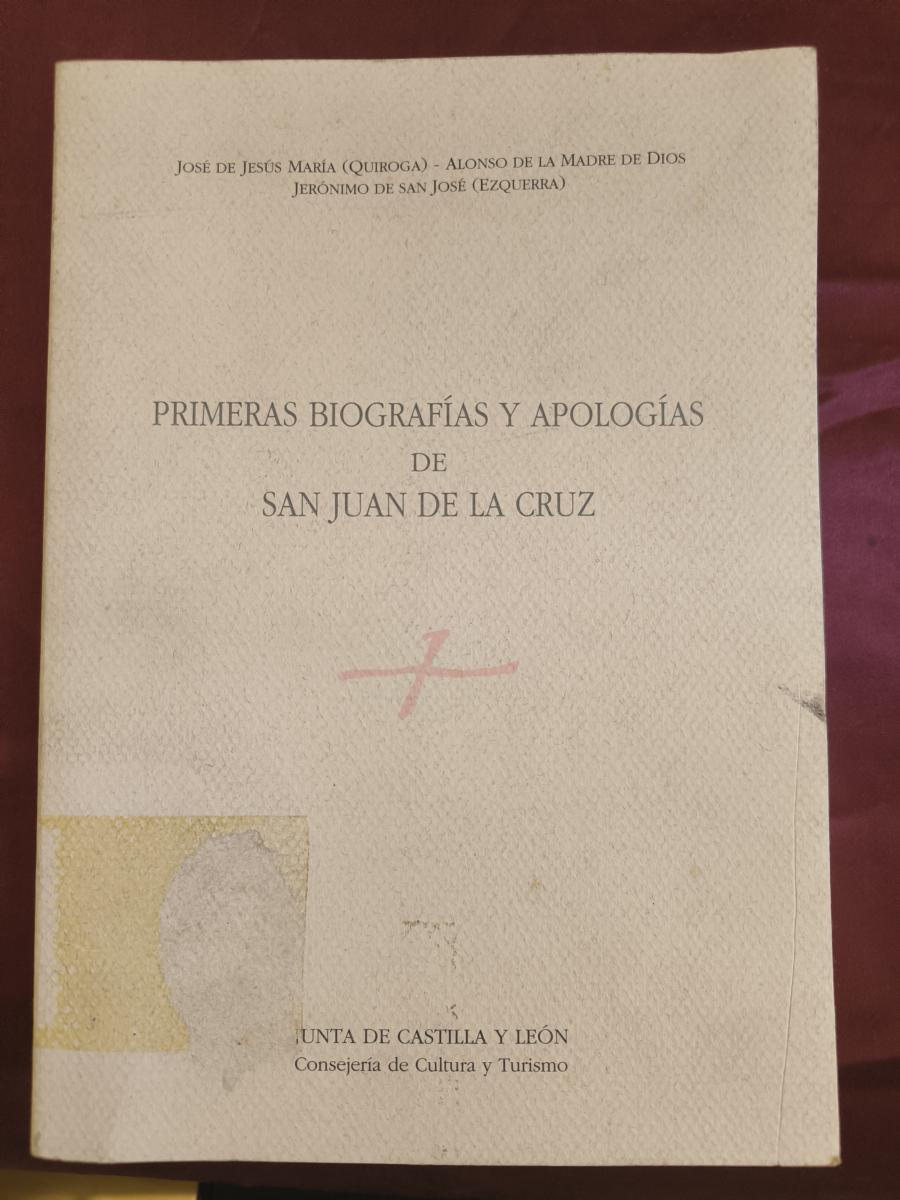 JOSÉ DE JESÚS MARÍA (QUIROGA) - ALONSO DE LA MADRE DE DIOS
JERÓNIMO DE SAN JOSÉ (EZQUERRA)
PRIMERAS BIOGRAFÍAS Y APOLOGÍAS
DE
SAN JUAN DE LA CRUZ
JUNTA DE CASTILLA Y LEÓN
Consejería de Cultura y Turismo